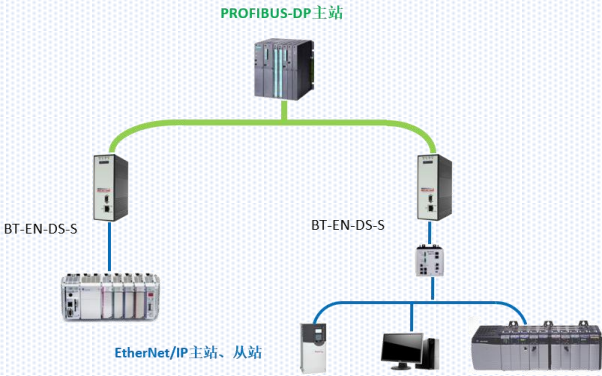 PROFIBUS-DP主站
BT-EN-DS-S
BT-EN-DS-S
EtherNet/IP主站、从站